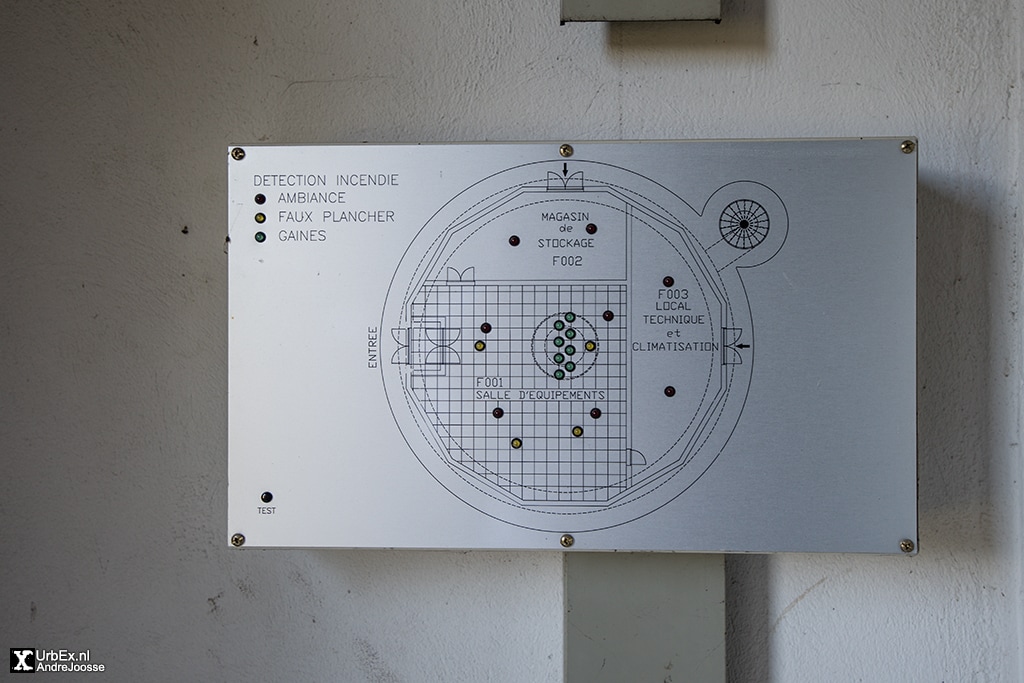 DETECTION INCENDIE
AMBIANCE
FAUX PLANCHER
GAINES
MAGASIN
de
STOCKAGE
F002
F003
LOCAL
TECHNIQUE
et
CLIMATISATION
ENTREE
F001
SALLE D'EQUIPEMENTS
TEST
X UrbEx.nl
AndreJoosse